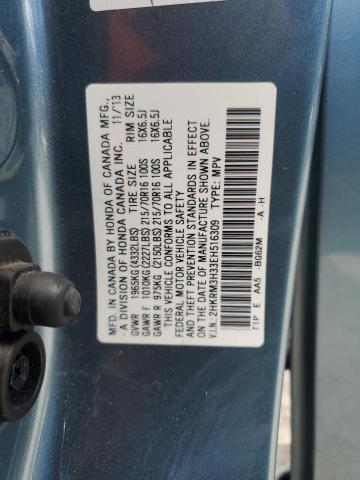 MFD. IN CANADA BY HONDA OF CANADA MFG.,
A DIVISION OF HONDA CANADA INC. 11/'13
TIRE SIZE RIM SIZE
GVWR 1965KG(4332LBS)
GAWR F 1010KG(2227LBS) 215/70R16 100S 16X6.5J
GAWR R 975KG (2150LBS) 215/70R16 100S 16X6.5J
THIS VEHICLE CONFORMS TO ALL APPLICABLE
FEDERAL MOTOR VEHICLE SAFETY
AND THEFT PREVENTION STANDARDS IN EFFECT
ON THE DATE OF MANUFACTURE SHOWN ABOVE.
V.I.N.: 2HKRM3H33EH516309 TYPE: MPV
TIP E AA5 -BG62M -A -H